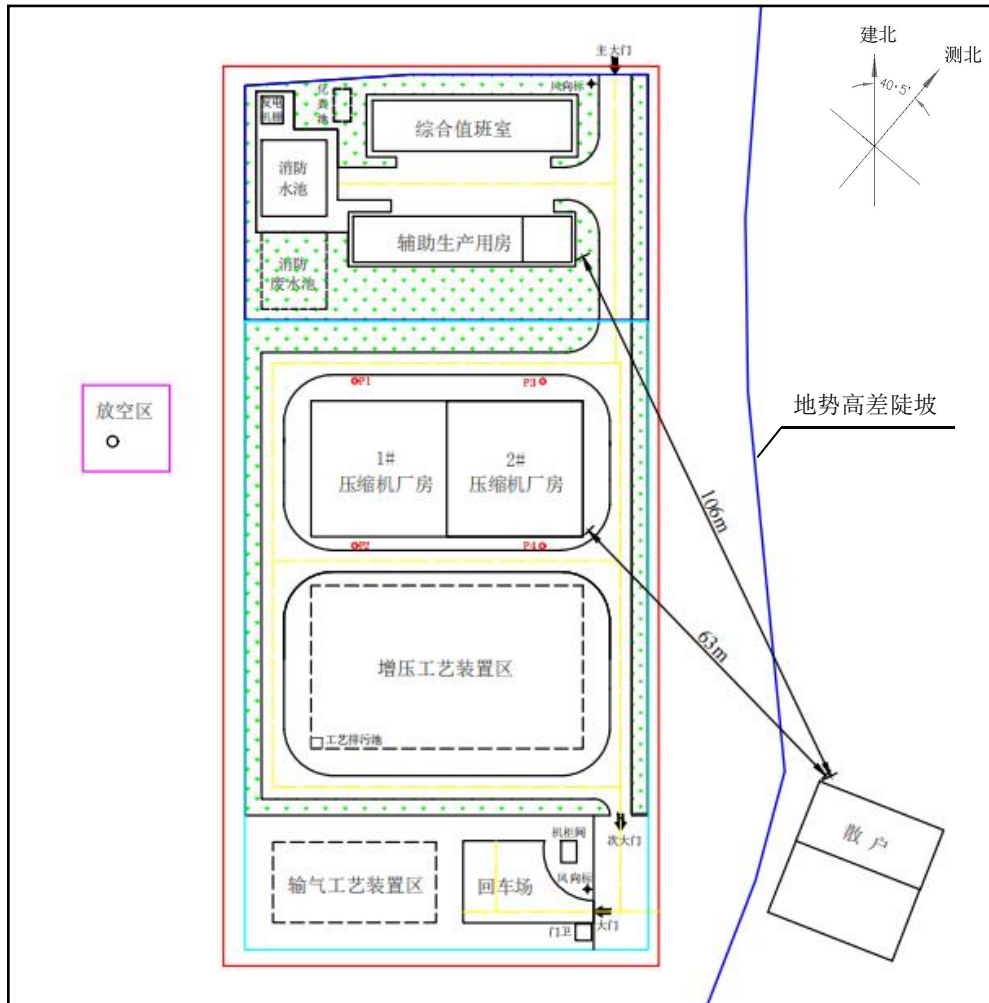 主大门
建北
测北
40°5'
风向标
化粪池
发电
机棚
综合值班室
消防
水池
辅助生产用房
消防
废水池
P1
P3
放空区
地势高差陡坡
1#
压缩机厂房
2#
压缩机厂房
106m
P2
P4
63m
增压工艺装置区
工艺排污池
机柜间
次大门
散户
输气工艺装置区
回车场
风向标
大门
门卫